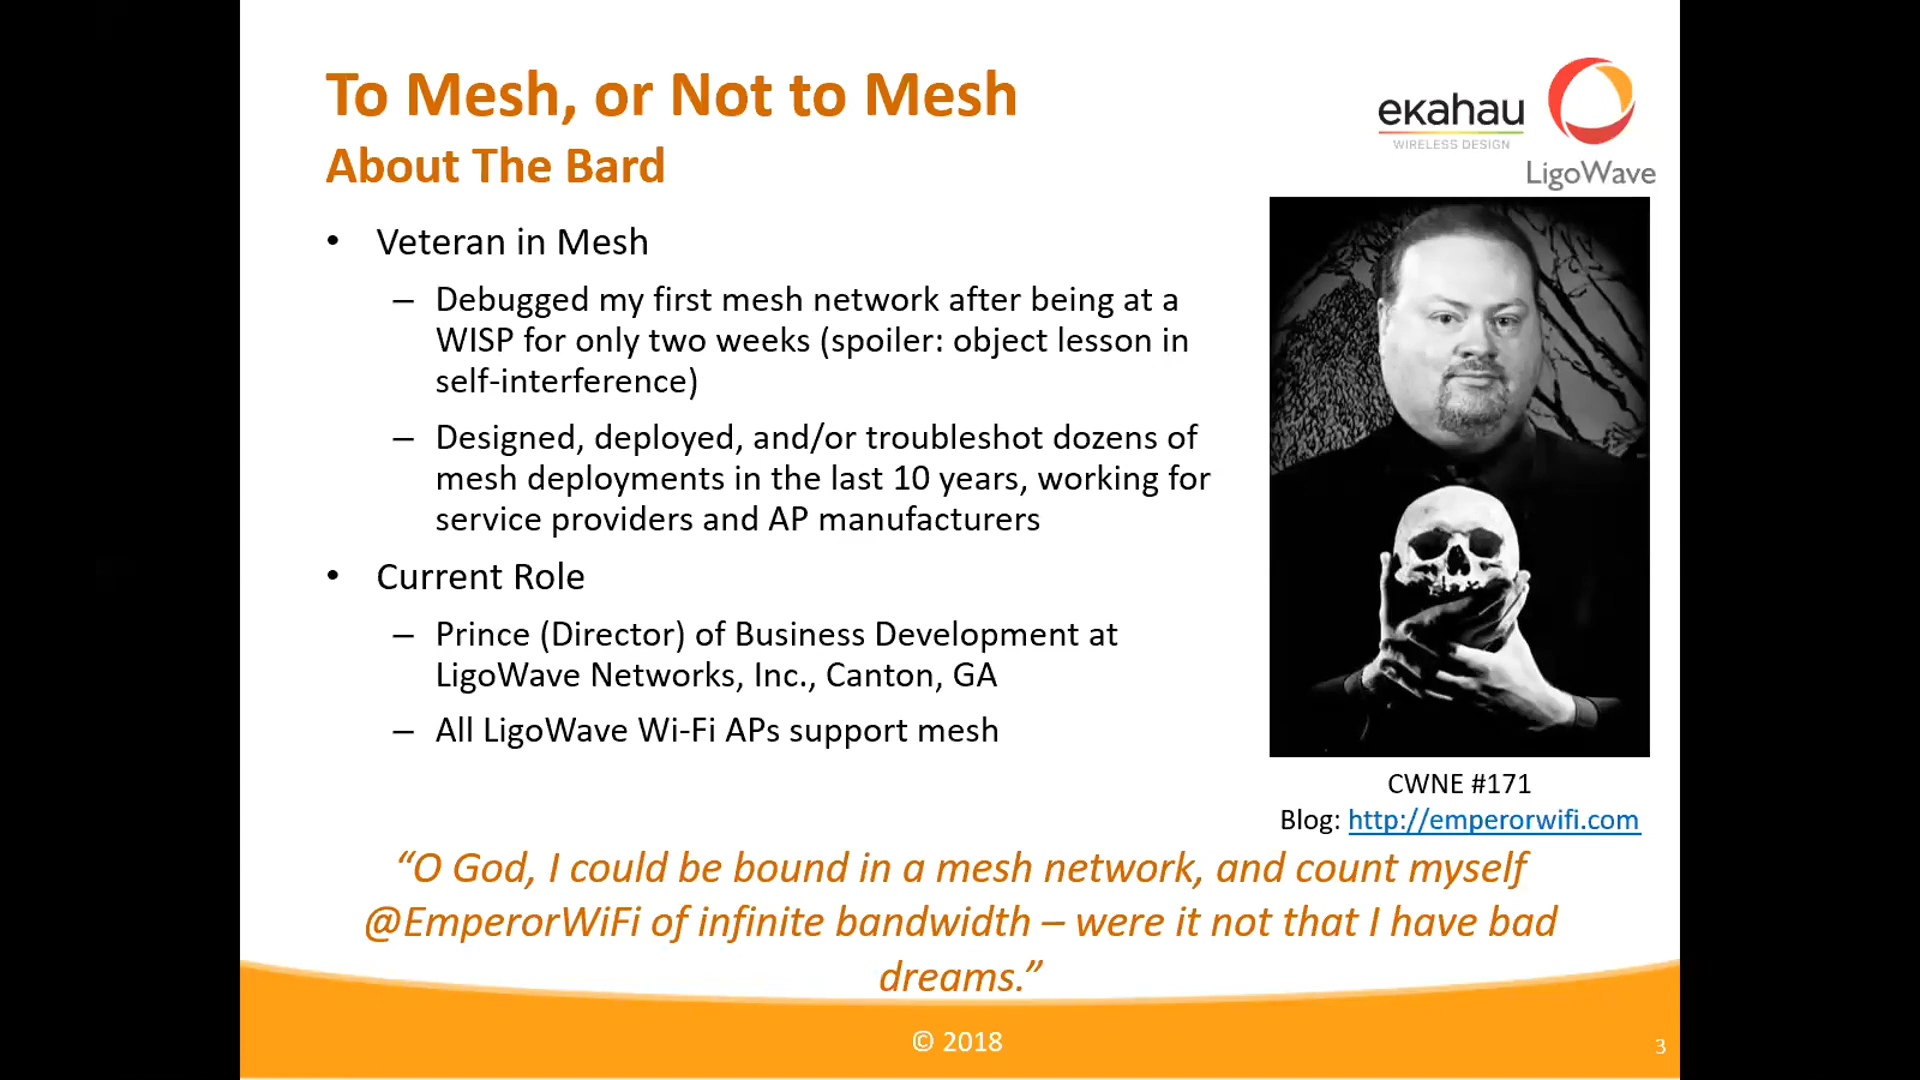 To Mesh, or Not to Mesh
About The Bard
ekahau
WIRELESS DESIGN
LigoWave
• Veteran in Mesh
– Debugged my first mesh network after being at a
WISP for only two weeks (spoiler: object lesson in
self-interference)
– Designed, deployed, and/or troubleshot dozens of
mesh deployments in the last 10 years, working for
service providers and AP manufacturers
• Current Role
– Prince (Director) of Business Development at
LigoWave Networks, Inc., Canton, GA
– All LigoWave Wi-Fi APs support mesh
CWNE #171
Blog: http://emperorwifi.com
“O God, I could be bound in a mesh network, and count myself
@EmperorWiFi of infinite bandwidth – were it not that I have bad
dreams.”
© 2018
3